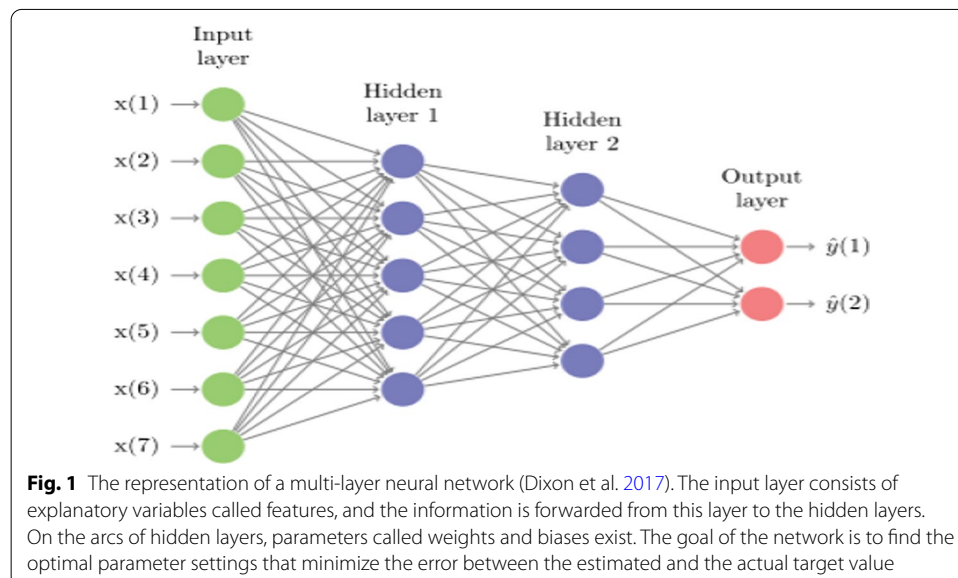 Input
layer
Hidden
layer 1
Hidden
layer 2
Output
layer
x(1)
x(2)
x(3)
x(4)
x(5)
x(6)
x(7)
ŷ(1)
ŷ(2)
Fig. 1 The representation of a multi-layer neural network (Dixon et al. 2017). The input layer consists of
explanatory variables called features, and the information is forwarded from this layer to the hidden layers.
On the arcs of hidden layers, parameters called weights and biases exist. The goal of the network is to find the
optimal parameter settings that minimize the error between the estimated and the actual target value